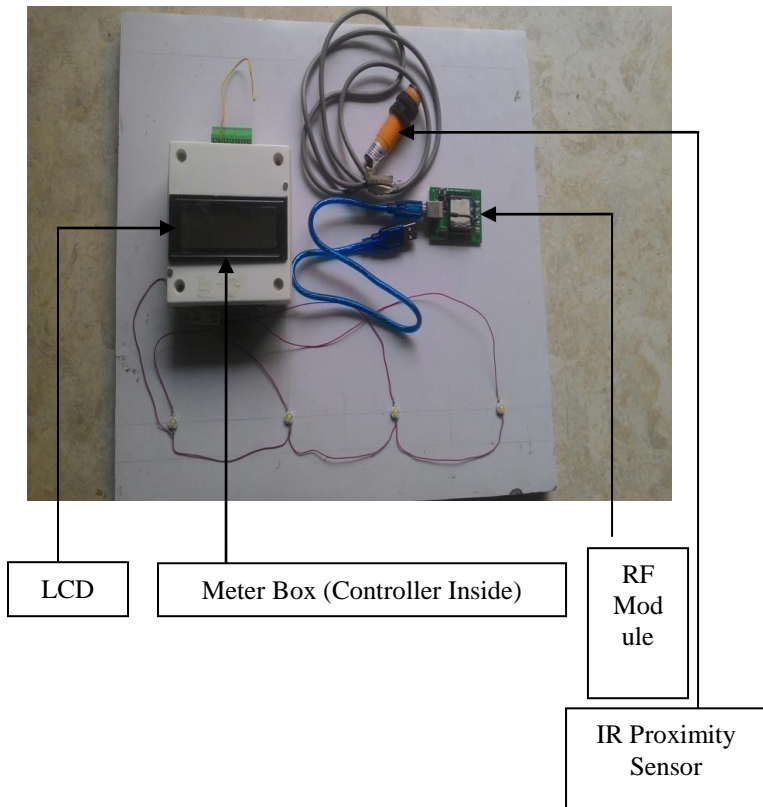 LCD
Meter Box (Controller Inside)
RF
Mod
ule
IR Proximity
Sensor